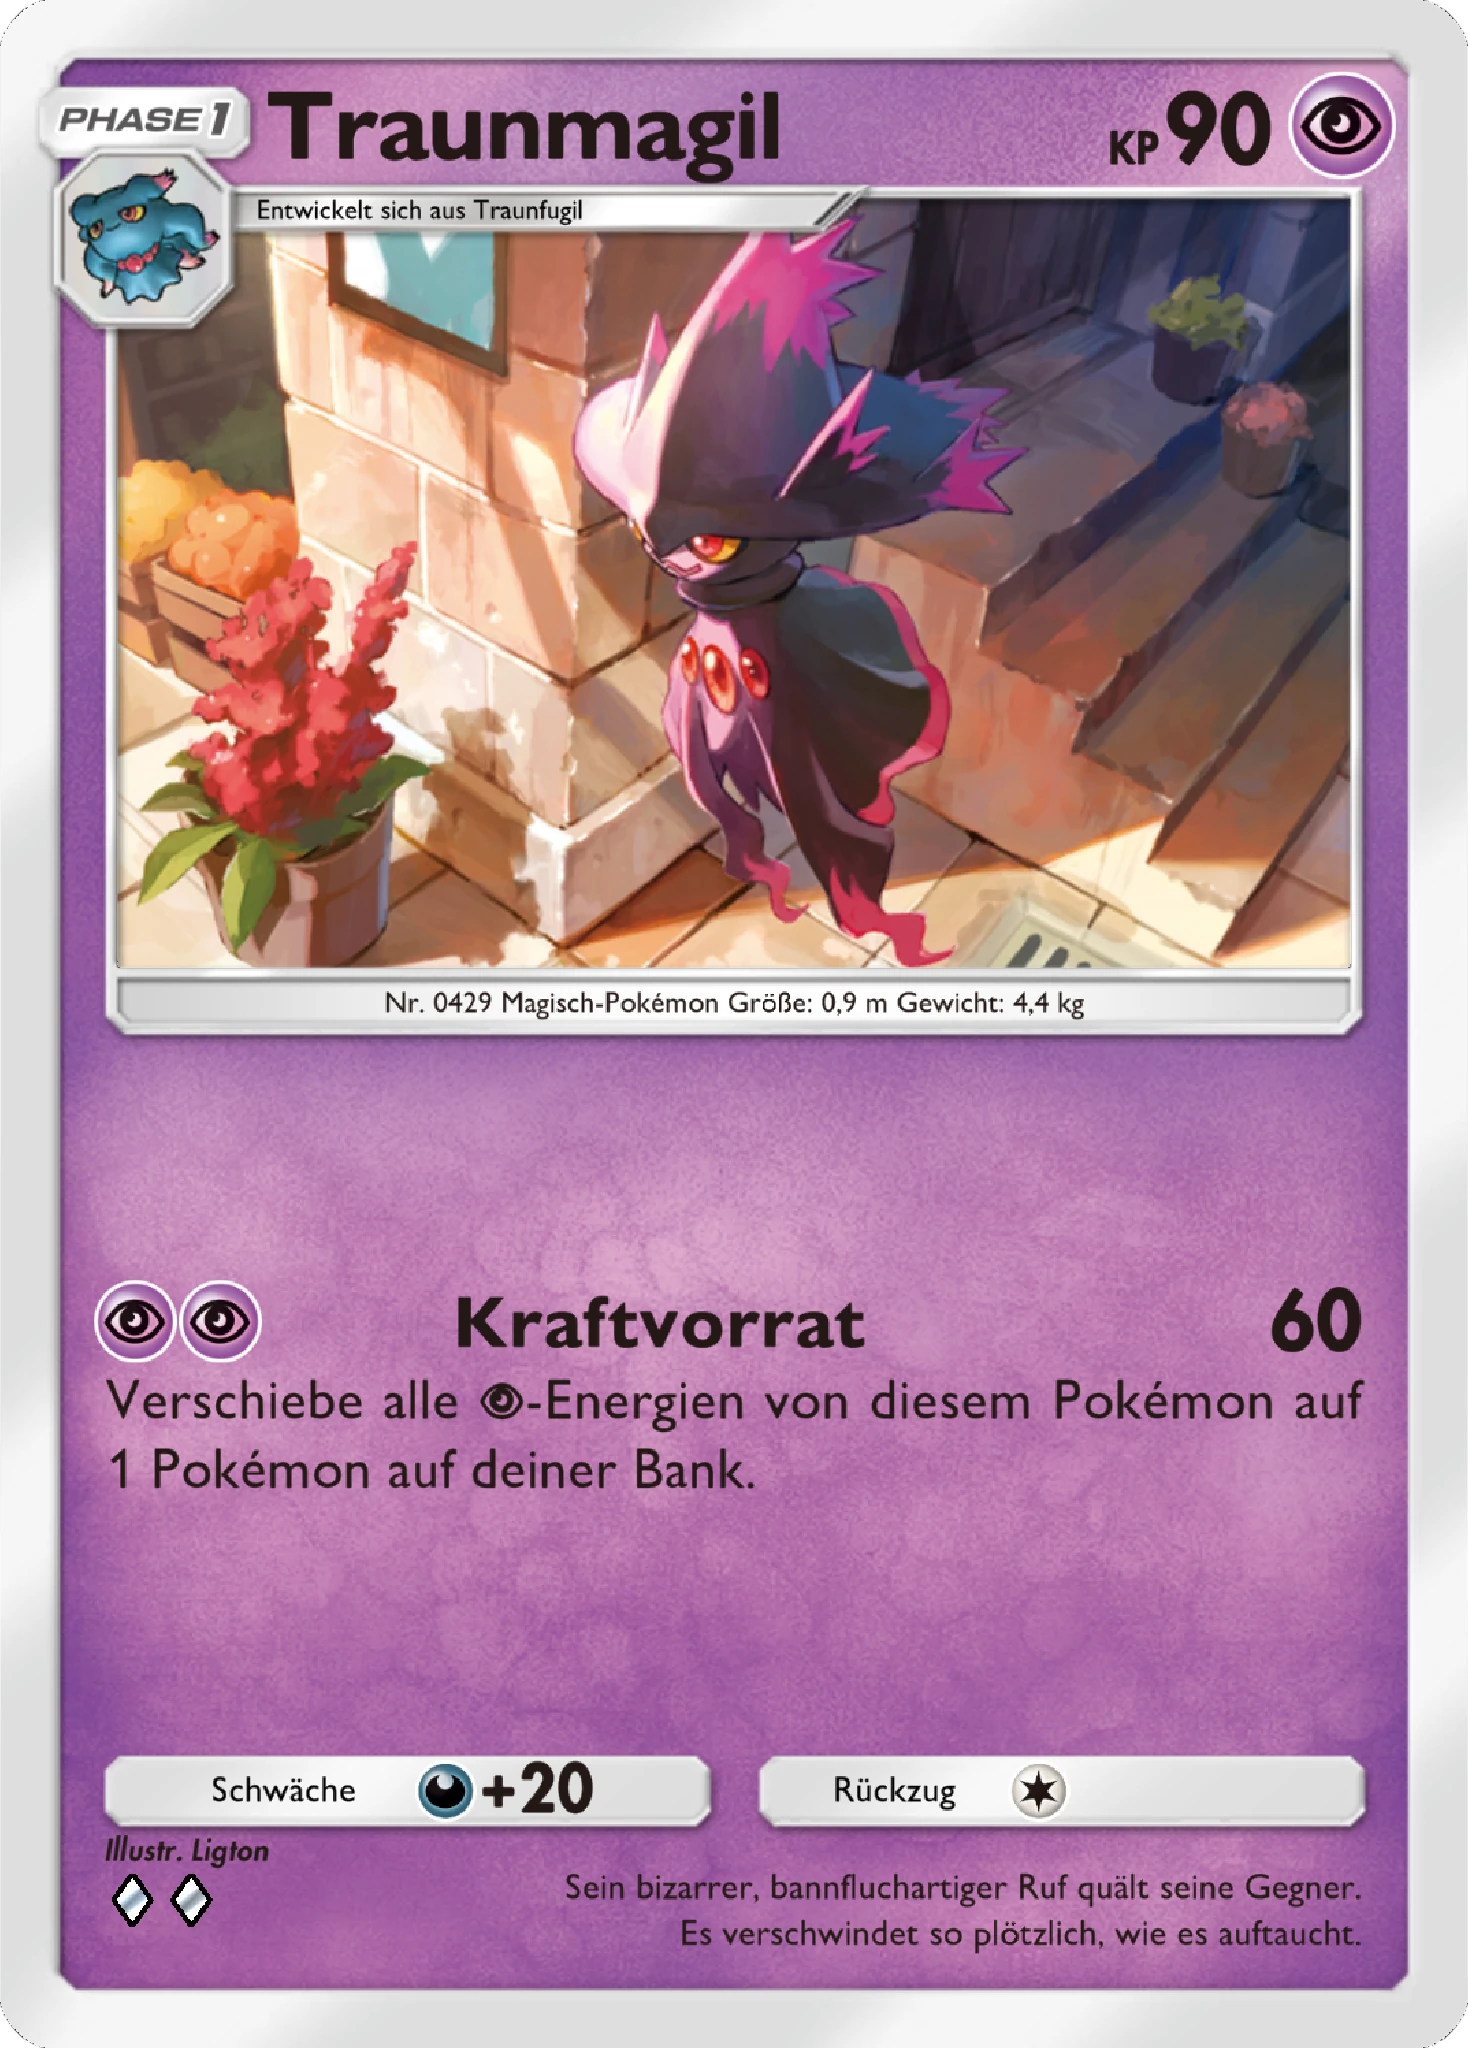 PHASE 1
Traunmagil
KP 90
Entwickelt sich aus Traunfugil
Nr. 0429 Magisch-Pokémon Größe: 0,9 m Gewicht: 4,4 kg
Kraftvorrat 60
Verschiebe alle -Energien von diesem Pokémon auf
1 Pokémon auf deiner Bank.
Schwäche +20
Rückzug
Illustr. Ligton
Sein bizarrer, bannfluchartiger Ruf quält seine Gegner.
Es verschwindet so plötzlich, wie es auftaucht.